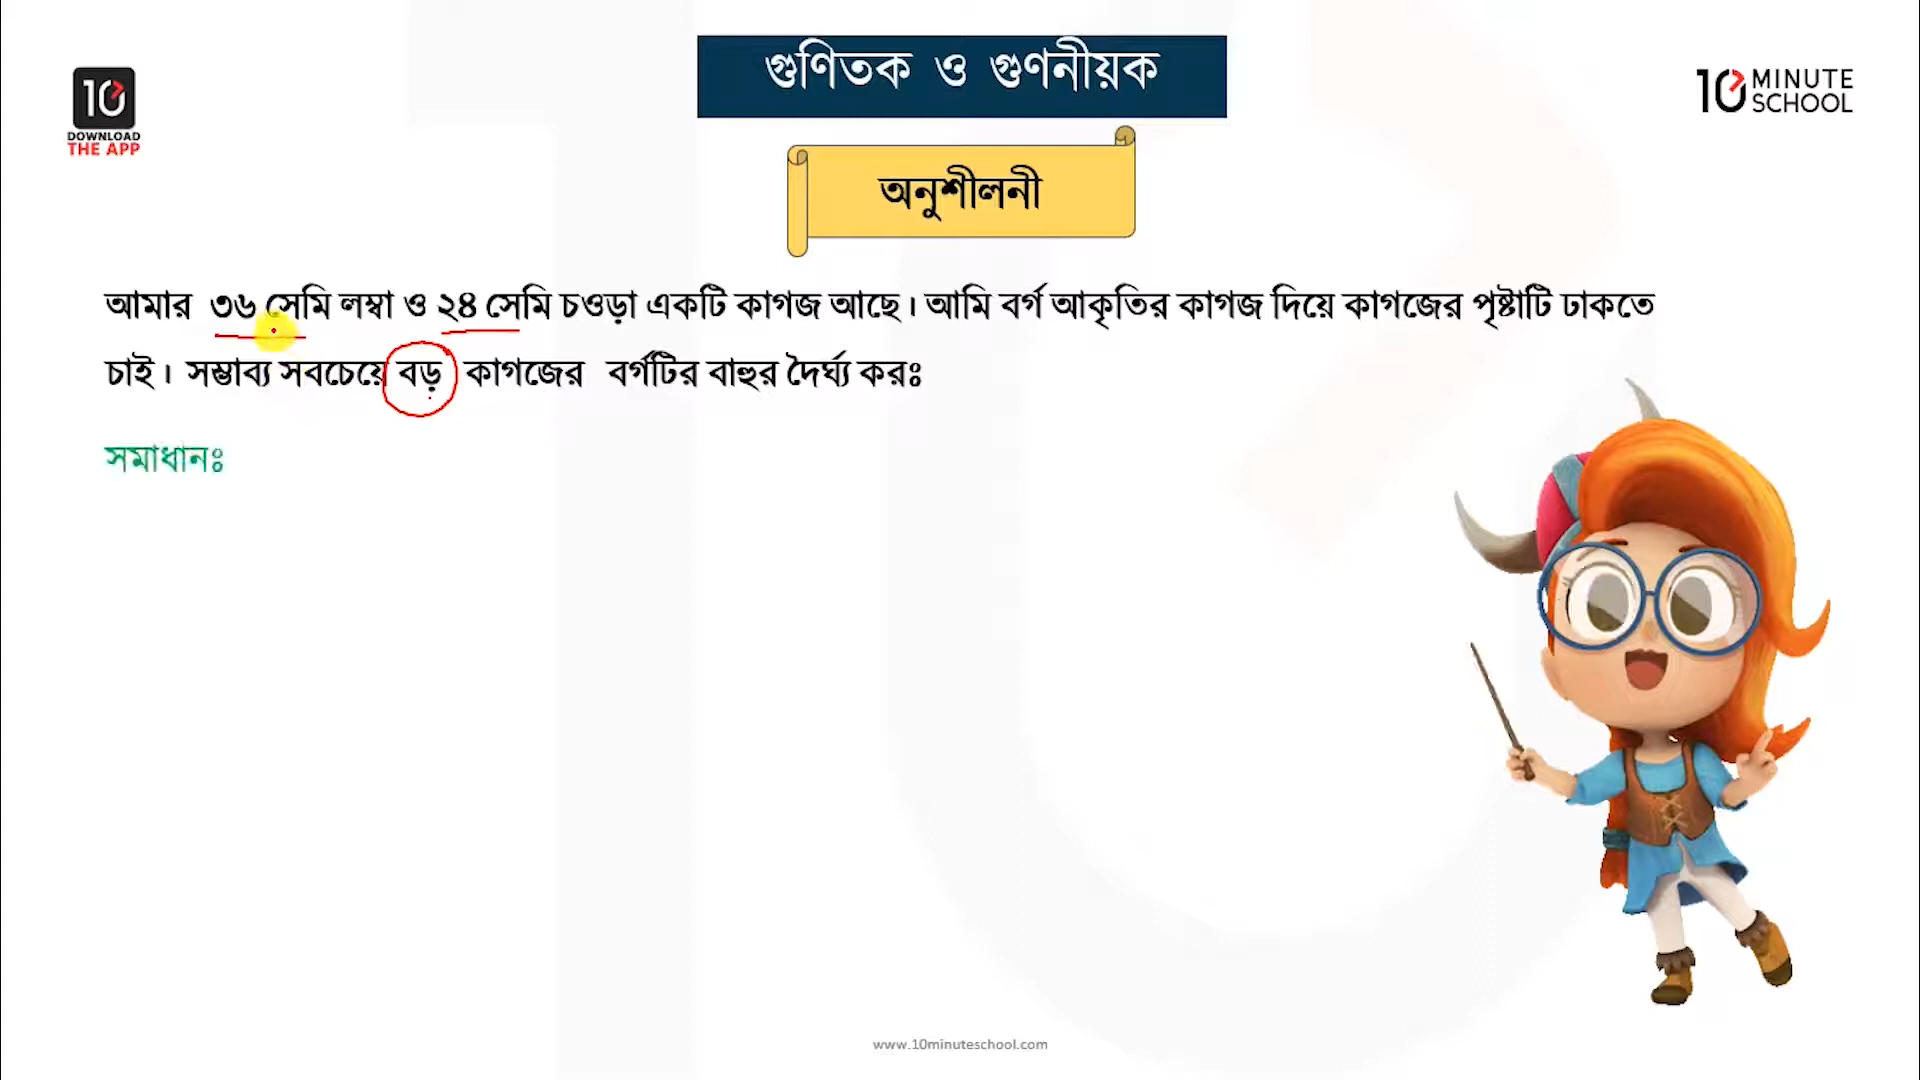 গুণিতক ও গুণনীয়ক
10
DOWNLOAD
THE APP
10 MINUTE
SCHOOL
অনুশীলনী
আমার ৩৬ সেমি লম্বা ও ২৪ সেমি চওড়া একটি কাগজ আছে। আমি বর্গ আকৃতির কাগজ দিয়ে কাগজের পৃষ্টাটি ঢাকতে
চাই। সম্ভাব্য সবচেয়ে বড় কাগজের বর্গটির বাহুর দৈর্ঘ্য করঃ
সমাধানঃ
www.10minuteschool.com